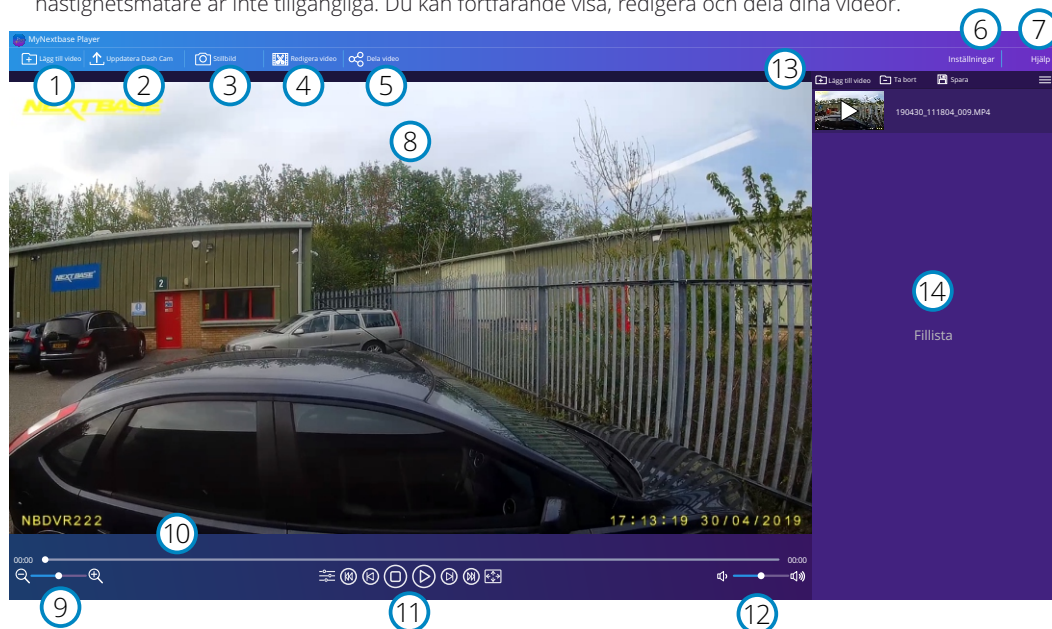 hastighetsmätare är inte tillgängliga. Du kan fortfarande visa, redigera och dela dina videor.
6 7
MyNextbase Player
Lägg till video Uppdatera Dash Cam Stillbild Redigera video Dela video Inställningar Hjälp
1 2 3 4 5 13
Lägg till video Ta bort Spara
NEXTBASE
190430_111804_009.MP4
8
NEXTBASE
2
14
Fillista
NBDVR222 17:13:19 30/04/2019
10
00:00 00:00
9 11 12